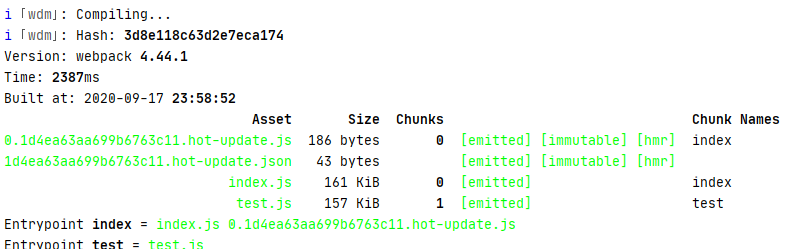 i ｢wdm｣: Compiling...
i ｢wdm｣: Hash: 3d8e118c63d2e7eca174
Version: webpack 4.44.1
Time: 2387ms
Built at: 2020-09-17 23:58:52
Asset Size Chunks Chunk Names
0.1d4ea63aa699b6763c11.hot-update.js 186 bytes 0 [emitted] [immutable] [hmr] index
1d4ea63aa699b6763c11.hot-update.json 43 bytes [emitted] [immutable] [hmr]
index.js 161 KiB 0 [emitted] index
test.js 157 KiB 1 [emitted] test
Entrypoint index = index.js 0.1d4ea63aa699b6763c11.hot-update.js
Entrypoint test = test.js